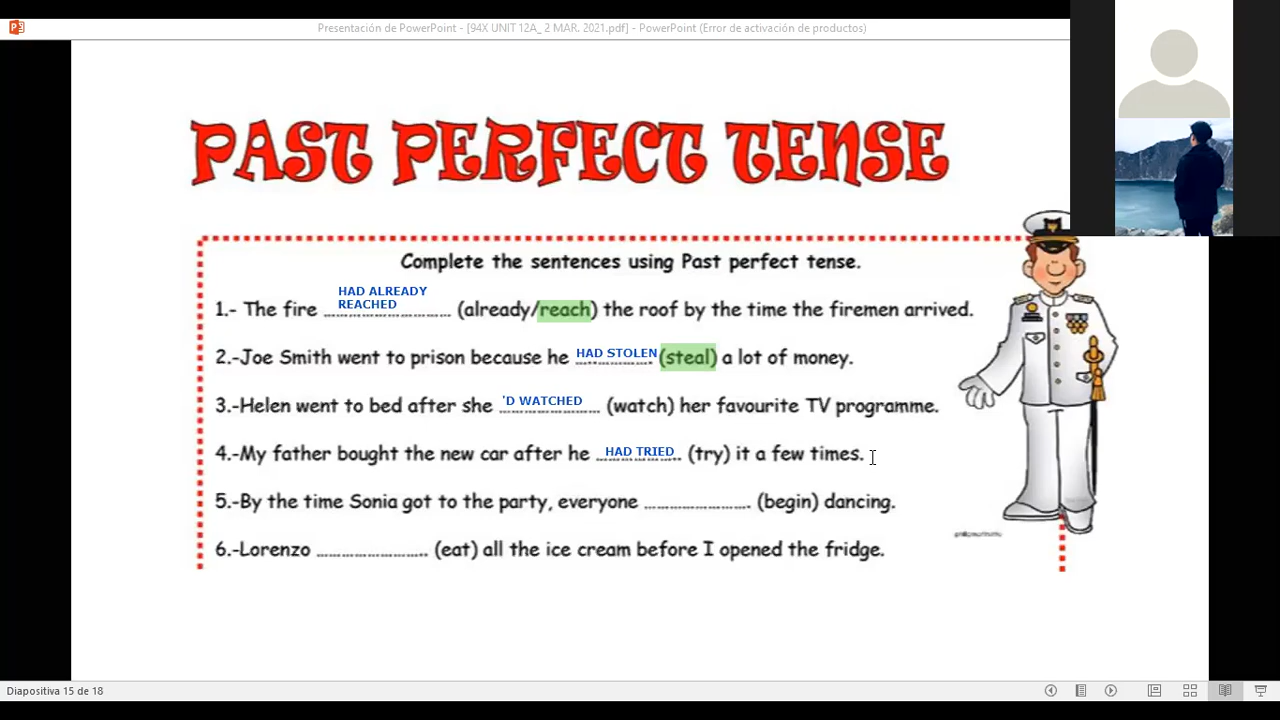 Presentación de PowerPoint - [94X UNIT 12A_ 2 MAR. 2021.pdf] - PowerPoint (Error de activación de productos)
PAST PERFECT TENSE
Complete the sentences using Past perfect tense.
HAD ALREADY
REACHED
1.- The fire ………………………… (already/reach) the roof by the time the firemen arrived.
2.-Joe Smith went to prison because he HAD STOLEN (steal) a lot of money.
3.-Helen went to bed after she 'D WATCHED (watch) her favourite TV programme.
4.-My father bought the new car after he HAD TRIED (try) it a few times.
5.-By the time Sonia got to the party, everyone ……………………. (begin) dancing.
6.-Lorenzo …………………….. (eat) all the ice cream before I opened the fridge.
Diapositiva 15 de 18